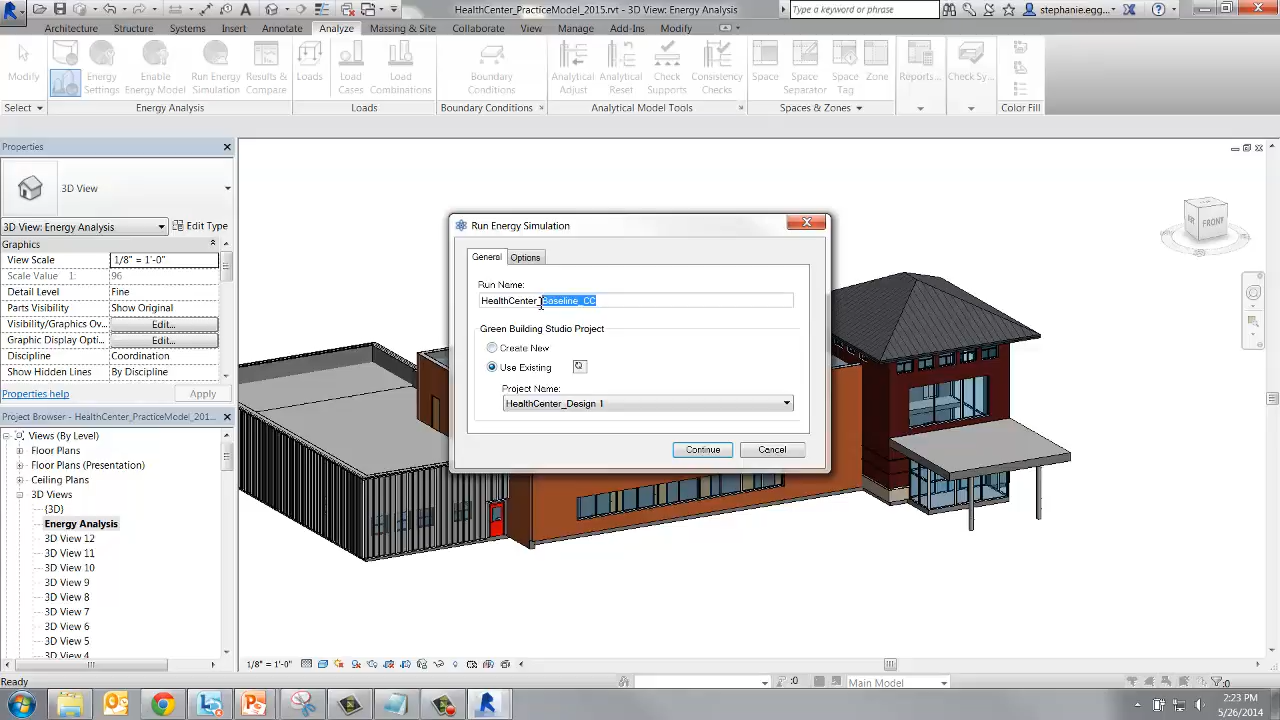 HealthCenter_PracticeModel_2015.rvt - 3D View: Energy Analysis
Type a keyword or phrase
stephanie.egg...
Architecture Structure Systems Insert Annotate Analyze Massing & Site Collaborate View Manage Add-Ins Modify
Modify
Energy Settings
Enable Energy Model
Run Energy Simulation
Results & Compare
Loads
Load Cases
Load Combinations
Boundary Conditions
Analytical Adjust
Analytical Reset
Check Supports
Consistency Checks
Space
Space Separator
Space Tag
Zone
Reports...
Check Sy...
Select
Energy Analysis
Loads
Boundary Conditions
Analytical Model Tools
Spaces & Zones
Color Fill
Properties
3D View
3D View: Energy Analysis
Edit Type
Graphics
View Scale 1/8" = 1'-0"
Scale Value 1: 96
Detail Level Fine
Parts Visibility Show Original
Visibility/Graphics Ov... Edit...
Graphic Display Opti... Edit...
Discipline Coordination
Show Hidden Lines By Discipline
Properties help
Apply
Project Browser - HealthCenter_PracticeModel_201...
Views (By Level)
Floor Plans
Floor Plans (Presentation)
Ceiling Plans
3D Views
{3D}
Energy Analysis
3D View 12
3D View 11
3D View 10
3D View 9
3D View 8
3D View 7
3D View 6
3D View 5
3D View 4
Run Energy Simulation
General Options
Run Name:
HealthCenter_Baseline_CC
Green Building Studio Project
Create New
Use Existing
Project Name:
HealthCenter_Design 1
Continue
Cancel
FRONT
1/8" = 1'-0"
Ready
:0
Main Model
:0
2:23 PM
5/26/2014